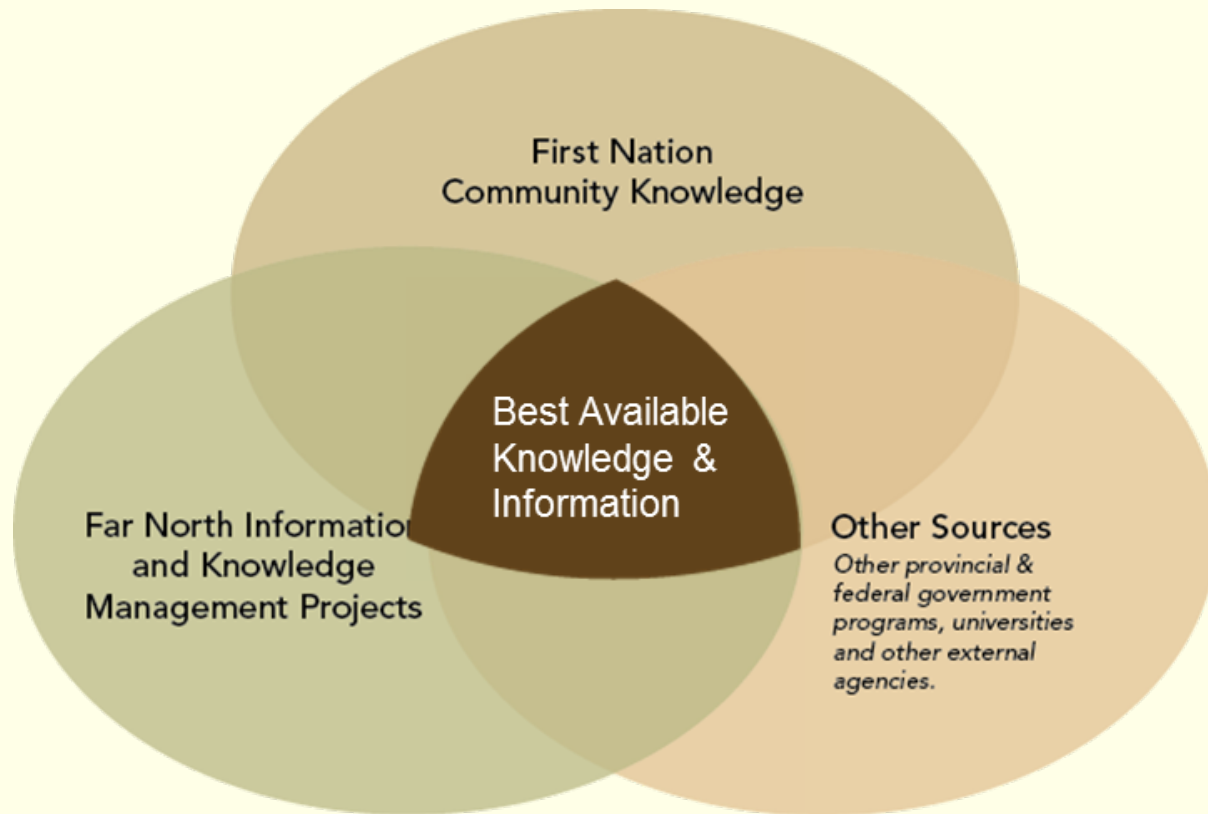 First Nation
Community Knowledge
Best Available
Knowledge &
Information
Far North Information
and Knowledge
Management Projects
Other Sources
Other provincial &
federal government
programs, universities
and other external
agencies.